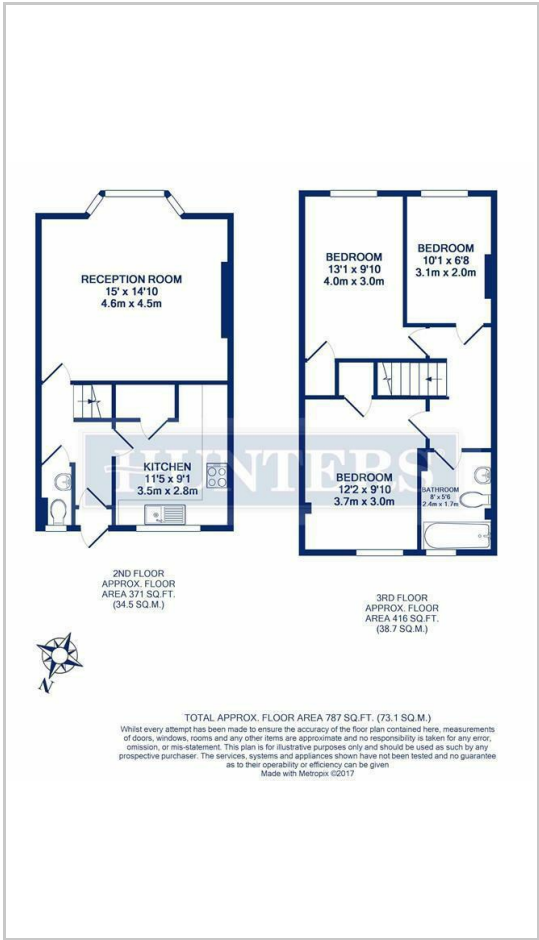 RECEPTION ROOM
15' x 14'10
4.6m x 4.5m
KITCHEN
11'5 x 9'1
3.5m x 2.8m
2ND FLOOR
APPROX. FLOOR
AREA 371 SQ.FT.
(34.5 SQ.M.)
BEDROOM
13'1 x 9'10
4.0m x 3.0m
BEDROOM
10'1 x 6'8
3.1m x 2.0m
BEDROOM
12'2 x 9'10
3.7m x 3.0m
BATHROOM
8' x 5'6
2.4m x 1.7m
3RD FLOOR
APPROX. FLOOR
AREA 416 SQ.FT.
(38.7 SQ.M.)
HUNTERS
N
TOTAL APPROX. FLOOR AREA 787 SQ.FT. (73.1 SQ.M.)
Whilst every attempt has been made to ensure the accuracy of the floor plan contained here, measurements
of doors, windows, rooms and any other items are approximate and no responsibility is taken for any error,
omission, or mis-statement. This plan is for illustrative purposes only and should be used as such by any
prospective purchaser. The services, systems and appliances shown have not been tested and no guarantee
as to their operability or efficiency can be given
Made with Metropix ©2017